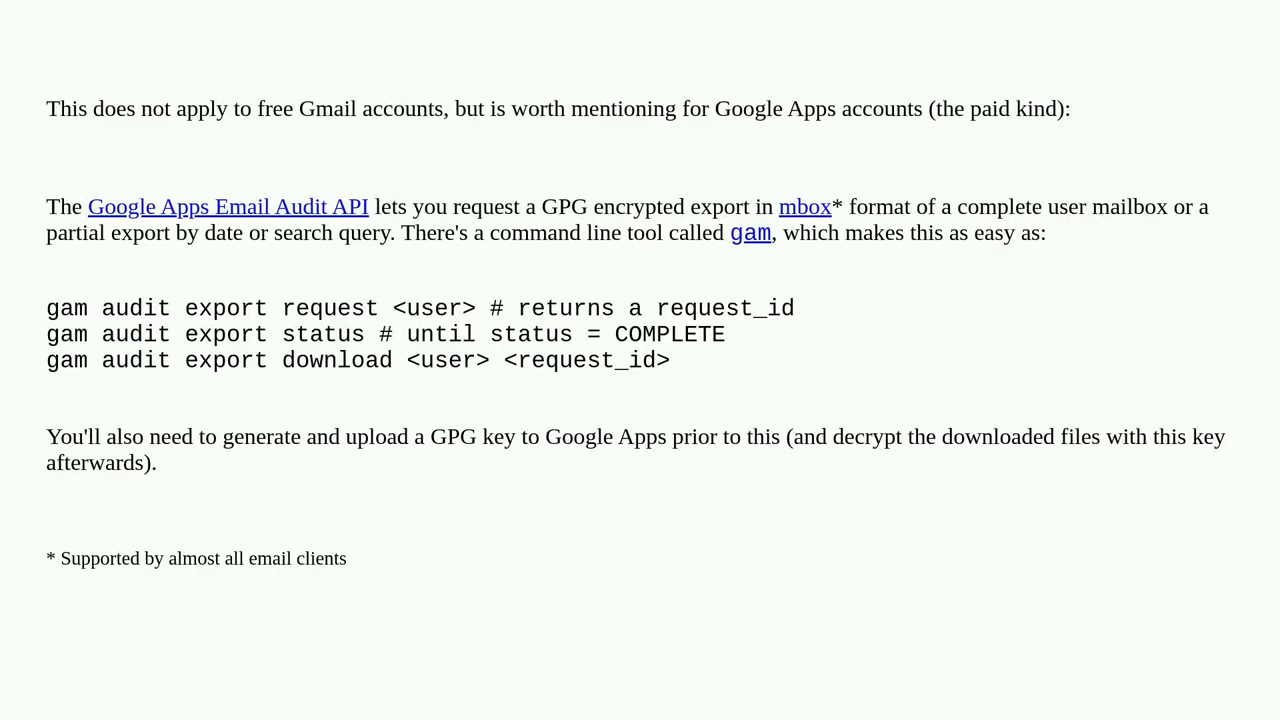 This does not apply to free Gmail accounts, but is worth mentioning for Google Apps accounts (the paid kind):
The Google Apps Email Audit API lets you request a GPG encrypted export in mbox* format of a complete user mailbox or a
partial export by date or search query. There's a command line tool called gam, which makes this as easy as:
gam audit export request <user> # returns a request_id
gam audit export status # until status = COMPLETE
gam audit export download <user> <request_id>
You'll also need to generate and upload a GPG key to Google Apps prior to this (and decrypt the downloaded files with this key
afterwards).
* Supported by almost all email clients